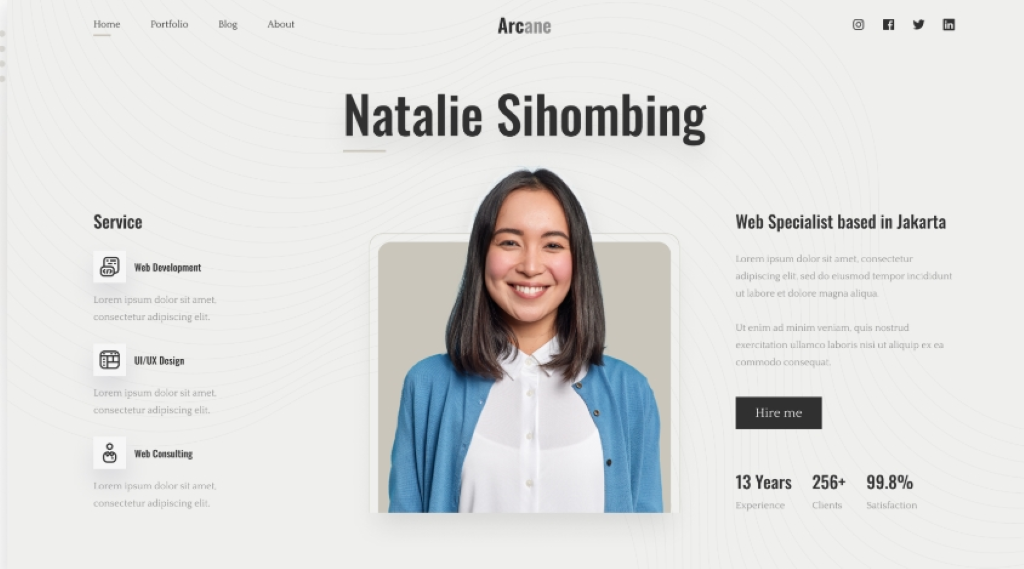 Home Portfolio Blog About
Arcane
Natalie Sihombing
Service
Web Development
Lorem ipsum dolor sit amet,
consectetur adipiscing elit.
UI/UX Design
Lorem ipsum dolor sit amet,
consectetur adipiscing elit.
Web Consulting
Lorem ipsum dolor sit amet,
consectetur adipiscing elit.
Web Specialist based in Jakarta
Lorem ipsum dolor sit amet, consectetur
adipiscing elit, sed do eiusmod tempor incididunt
ut labore et dolore magna aliqua.
Ut enim ad minim veniam, quis nostrud
exercitation ullamco laboris nisi ut aliquip ex ea
commodo consequat.
Hire me
13 Years 256+ 99.8%
Experience Clients Satisfaction